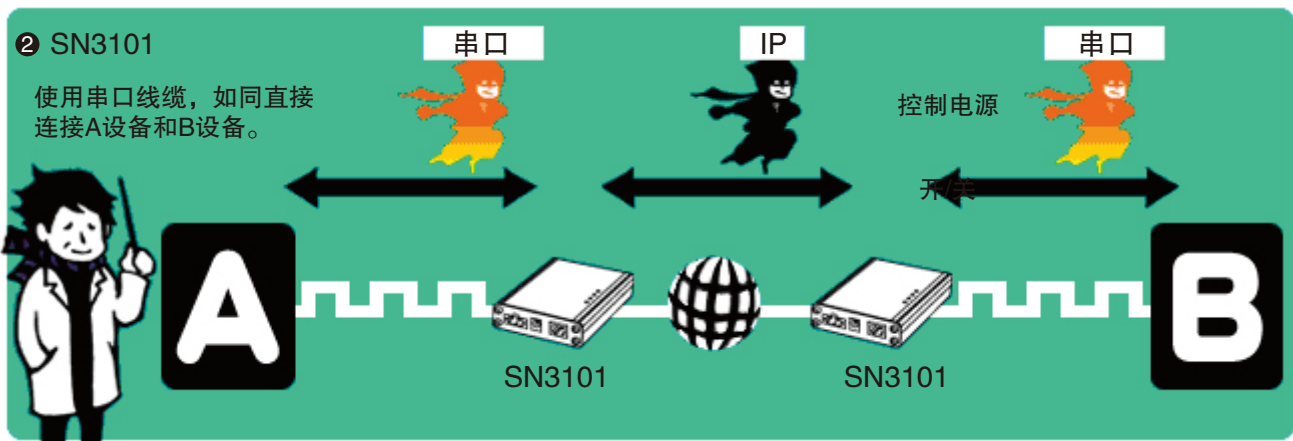 ❷ SN3101
串口
IP
串口
使用串口线缆，如同直接
连接A设备和B设备。
控制电源
开/关
A
B
SN3101
SN3101